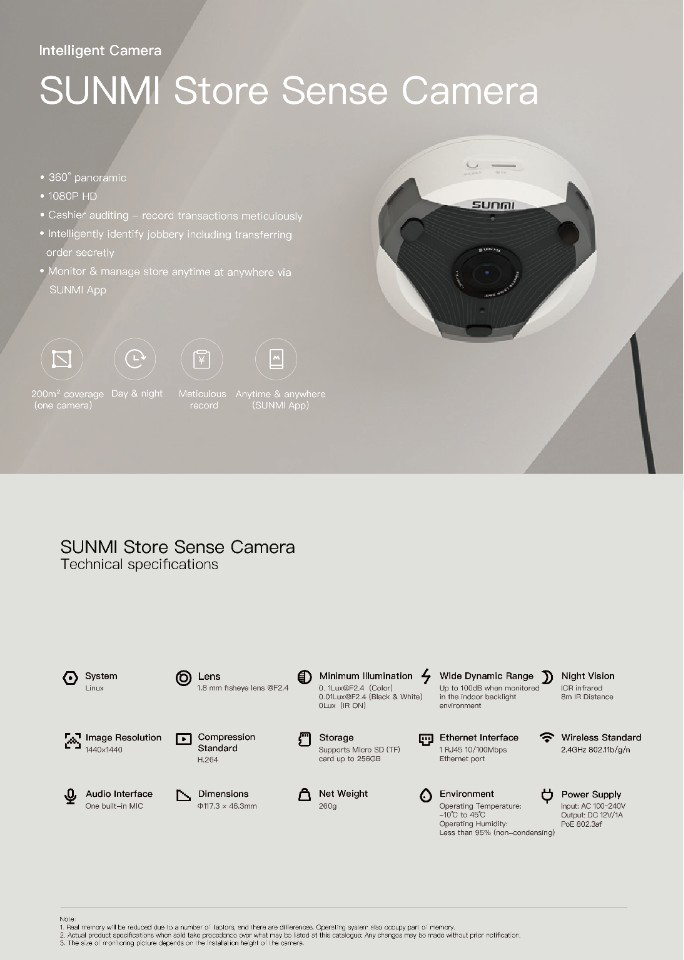 Intelligent Camera
SUNMI Store Sense Camera
• 360° panoramic
• 1080P HD
• Cashier auditing – record transactions meticulously
• Intelligently identify jobbery including transferring
order secretly
• Monitor & manage store anytime at anywhere via
SUNMI App
SUNMI
200m² coverage
(one camera)
Day & night
Meticulous
record
Anytime & anywhere
(SUNMI App)
SUNMI Store Sense Camera
Technical specifications
System
Linux
Lens
1.8 mm fisheye lens @F2.4
Minimum Illumination
0. 1Lux@F2.4 (Color)
0.01Lux@F2.4 (Black & White)
0Lux (IR ON)
Wide Dynamic Range
Up to 100dB when monitored
in the indoor backlight
environment
Night Vision
ICR infrared
8m IR Distance
Image Resolution
1440x1440
Compression
Standard
H.264
Storage
Supports Micro SD (TF)
card up to 256GB
Ethernet Interface
1 RJ45 10/100Mbps
Ethernet port
Wireless Standard
2.4GHz 802.11b/g/n
Audio Interface
One built-in MIC
Dimensions
Φ117.3 × 46.3mm
Net Weight
260g
Environment
Operating Temperature:
-10℃ to 45℃
Operating Humidity:
Less than 95% (non-condensing)
Power Supply
Input: AC 100-240V
Output: DC 12V/1A
PoE 802.3af
Note:
1. Real memory will be reduced due to a number of factors, and there are differences. Operating system also occupy part of memory.
2. Actual product specifications when sold take precedence over what may be listed at this catalogue; Any changes may be made without prior notification.
3. The size of monitoring picture depends on the installation height of the camera.